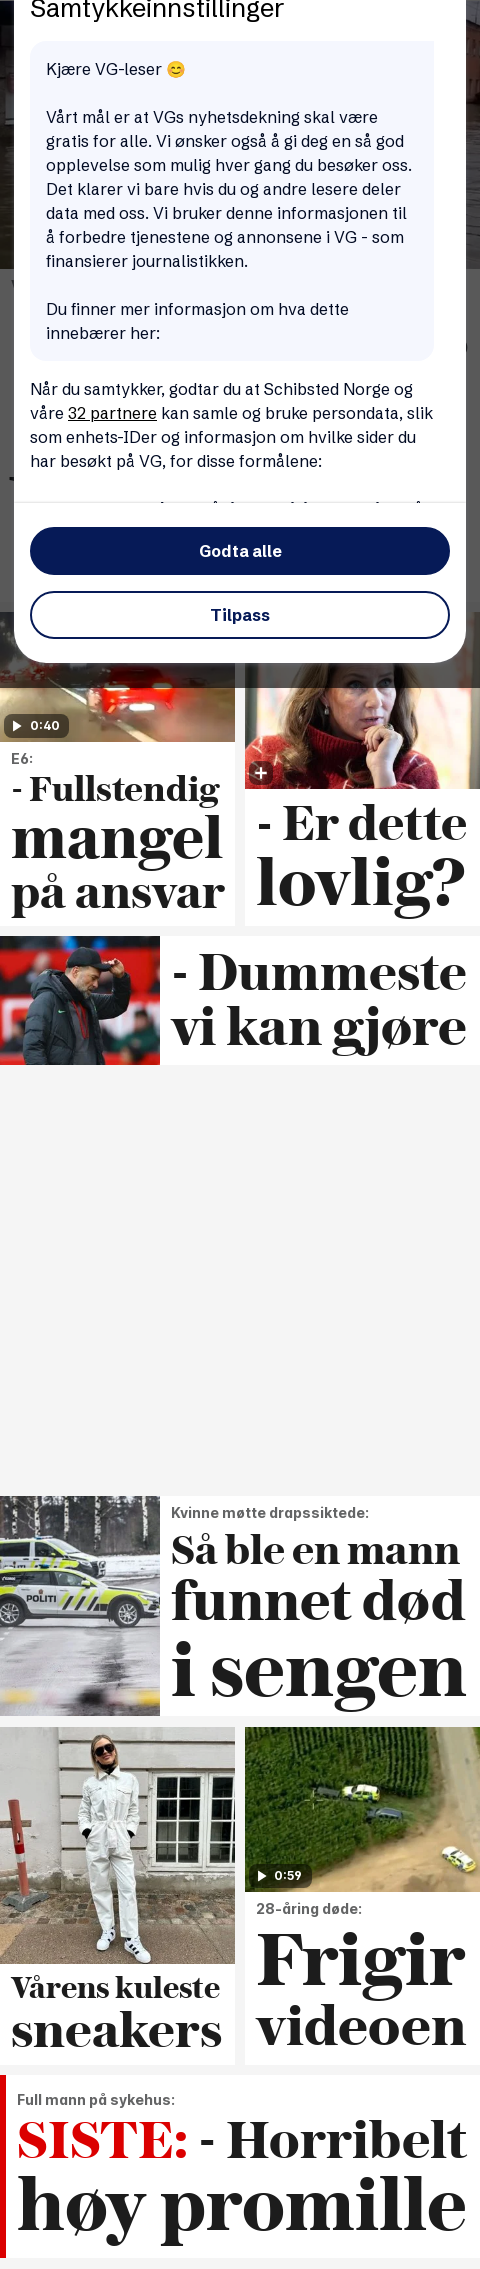 Samtykkeinnstillinger
Kjære VG-leser 😊
Vårt mål er at VGs nyhetsdekning skal være
gratis for alle. Vi ønsker også å gi deg en så god
opplevelse som mulig hver gang du besøker oss.
Det klarer vi bare hvis du og andre lesere deler
data med oss. Vi bruker denne informasjonen til
å forbedre tjenestene og annonsene i VG - som
finansierer journalistikken.
Du finner mer informasjon om hva dette
innebærer her:
Når du samtykker, godtar du at Schibsted Norge og
våre 32 partnere kan samle og bruke persondata, slik
som enhets-IDer og informasjon om hvilke sider du
har besøkt på VG, for disse formålene:
Godta alle
Tilpass
0:40
E6:
- Fullstendig
mangel
på ansvar
- Er dette
lovlig?
- Dummeste
vi kan gjøre
Kvinne møtte drapssiktede:
Så ble en mann
funnet død
i sengen
POLITI
Vårens kuleste
sneakers
0:59
28-åring døde:
Frigir
videoen
Full mann på sykehus:
SISTE: - Horribelt
høy promille